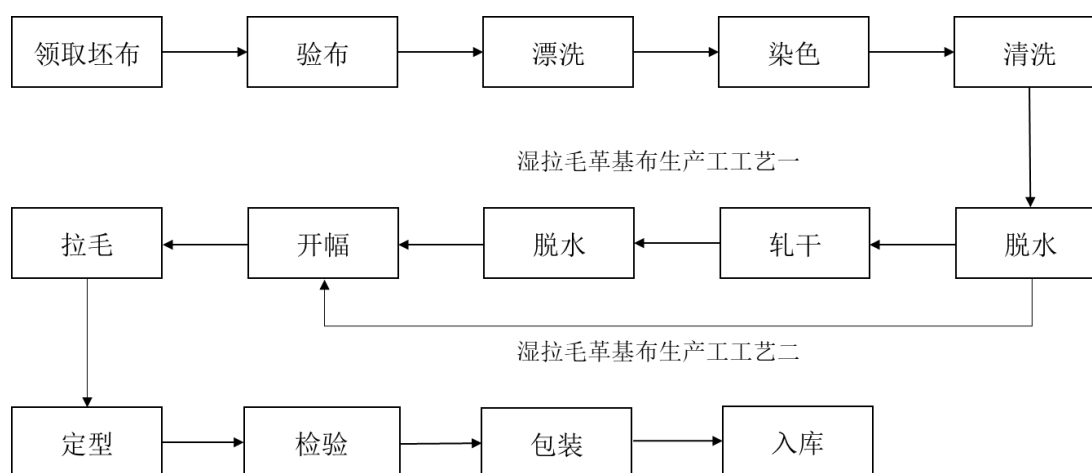 领取坯布
验布
漂洗
染色
清洗
湿拉毛革基布生产工工艺一
拉毛
开幅
脱水
轧干
脱水
湿拉毛革基布生产工工艺二
定型
检验
包装
入库